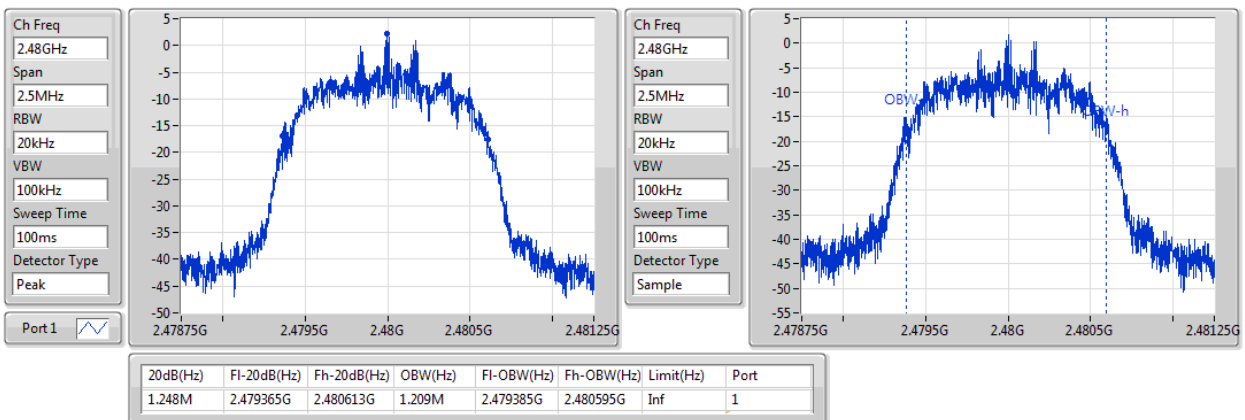 Ch Freq
2.48GHz
Span
2.5MHz
RBW
20kHz
VBW
100kHz
Sweep Time
100ms
Detector Type
Peak
Port 1
5
0
-5
-10
-15
-20
-25
-30
-35
-40
-45
-50
2.47875G 2.4795G 2.48G 2.4805G 2.48125G
Ch Freq
2.48GHz
Span
2.5MHz
RBW
20kHz
VBW
100kHz
Sweep Time
100ms
Detector Type
Sample
5
0
-5
-10
-15
-20
-25
-30
-35
-40
-45
-50
-55
OBW
-h
2.47875G 2.4795G 2.48G 2.4805G 2.48125G
20dB(Hz) Fl-20dB(Hz) Fh-20dB(Hz) OBW(Hz) Fl-OBW(Hz) Fh-OBW(Hz) Limit(Hz) Port
1.248M 2.479365G 2.480613G 1.209M 2.479385G 2.480595G Inf 1